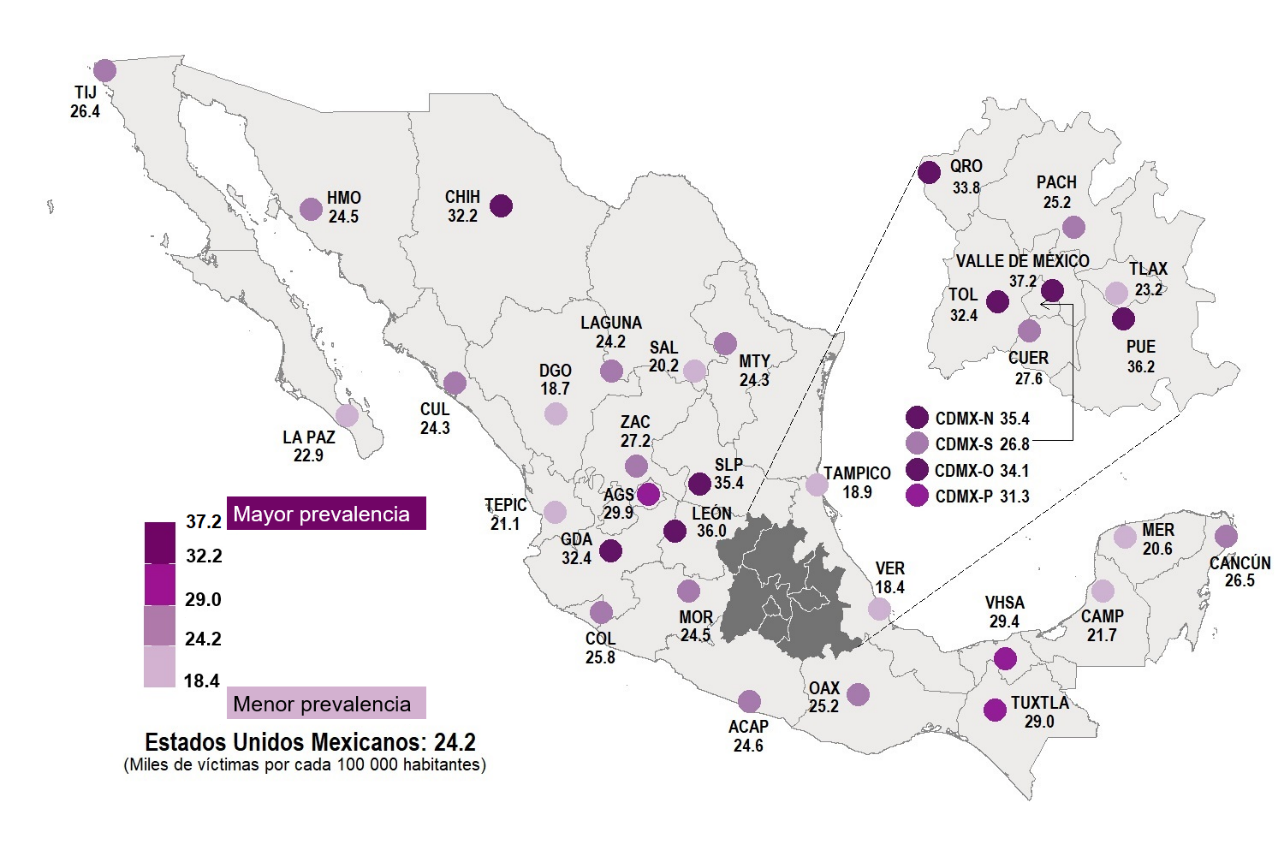 TIJ
26.4
HMO
24.5
CHIH
32.2
QRO
33.8
PACH
25.2
VALLE DE MÉXICO
37.2
TLAX
23.2
TOL
32.4
CUER
27.6
PUE
36.2
CDMX-N 35.4
CDMX-S 26.8
CDMX-O 34.1
CDMX-P 31.3
LAGUNA
24.2
SAL
20.2
MTY
24.3
DGO
18.7
CUL
24.3
LA PAZ
22.9
ZAC
27.2
SLP
35.4
TAMPICO
18.9
AGS
29.9
LEÓN
36.0
TEPIC
21.1
GDA
32.4
COL
25.8
MOR
24.5
VER
18.4
MER
20.6
CANCÚN
26.5
CAMP
21.7
VHSA
29.4
TUXTLA
29.0
OAX
25.2
ACAP
24.6
37.2
Mayor prevalencia
32.2
29.0
24.2
18.4
Menor prevalencia
Estados Unidos Mexicanos: 24.2
(Miles de víctimas por cada 100 000 habitantes)